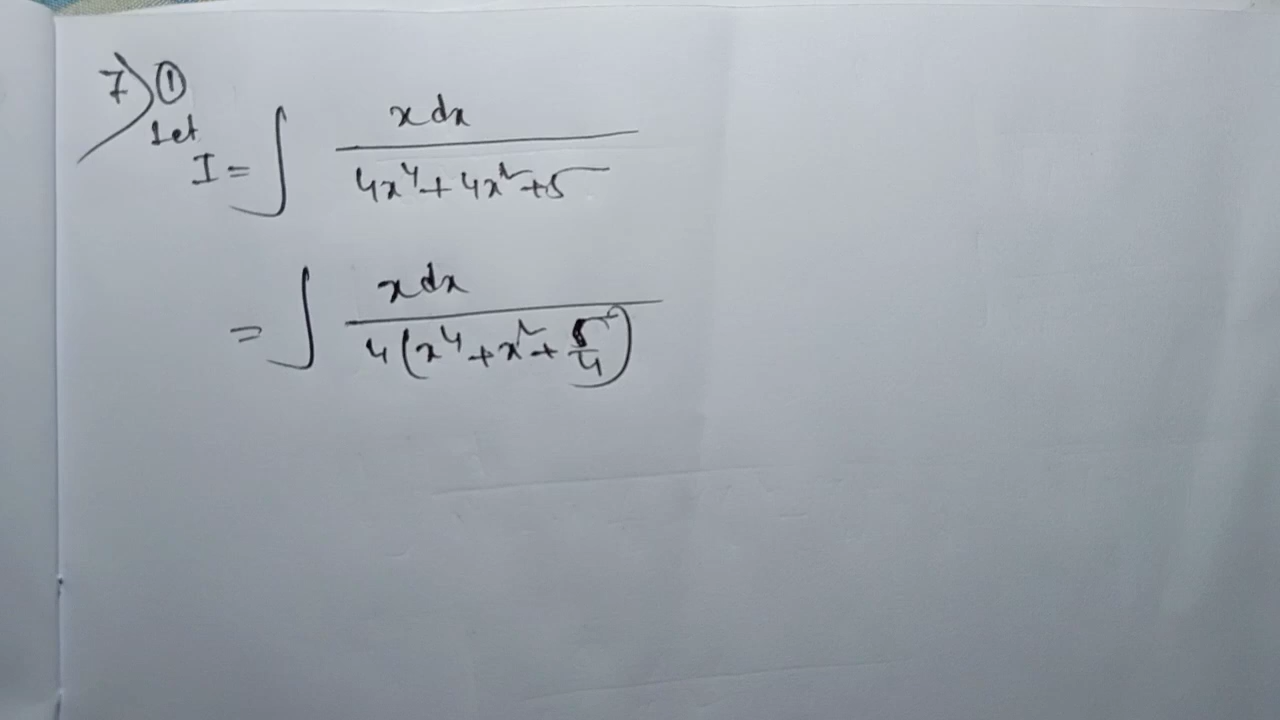 7) ①
Let
I = ∫ x dx / (4x⁴ + 4x² + 5)
= ∫ x dx / (4(x⁴ + x² + 5/4))